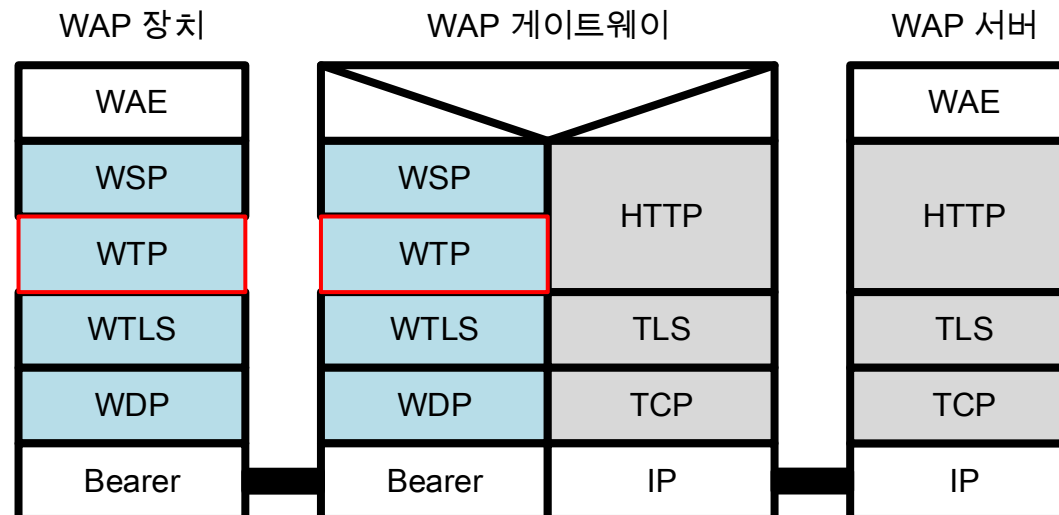 WAP 장치
WAP 게이트웨이
WAP 서버
WAE
WAE
WSP
WSP
HTTP
HTTP
WTP
WTP
WTLS
WTLS
TLS
TLS
WDP
WDP
TCP
TCP
Bearer
Bearer
IP
IP